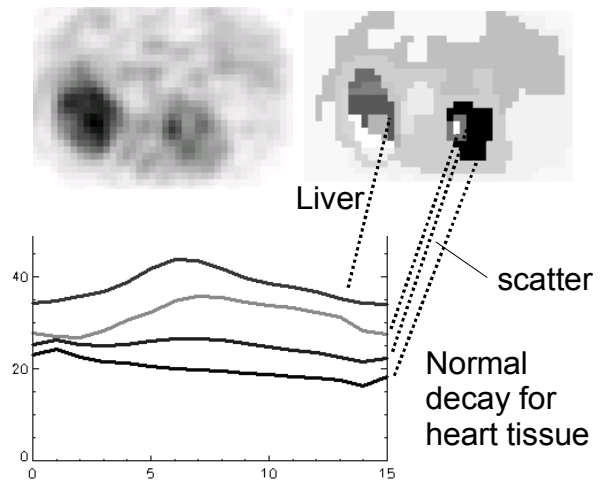 Liver
scatter
Normal
decay for
heart tissue
40
20
0
0 5 10 15